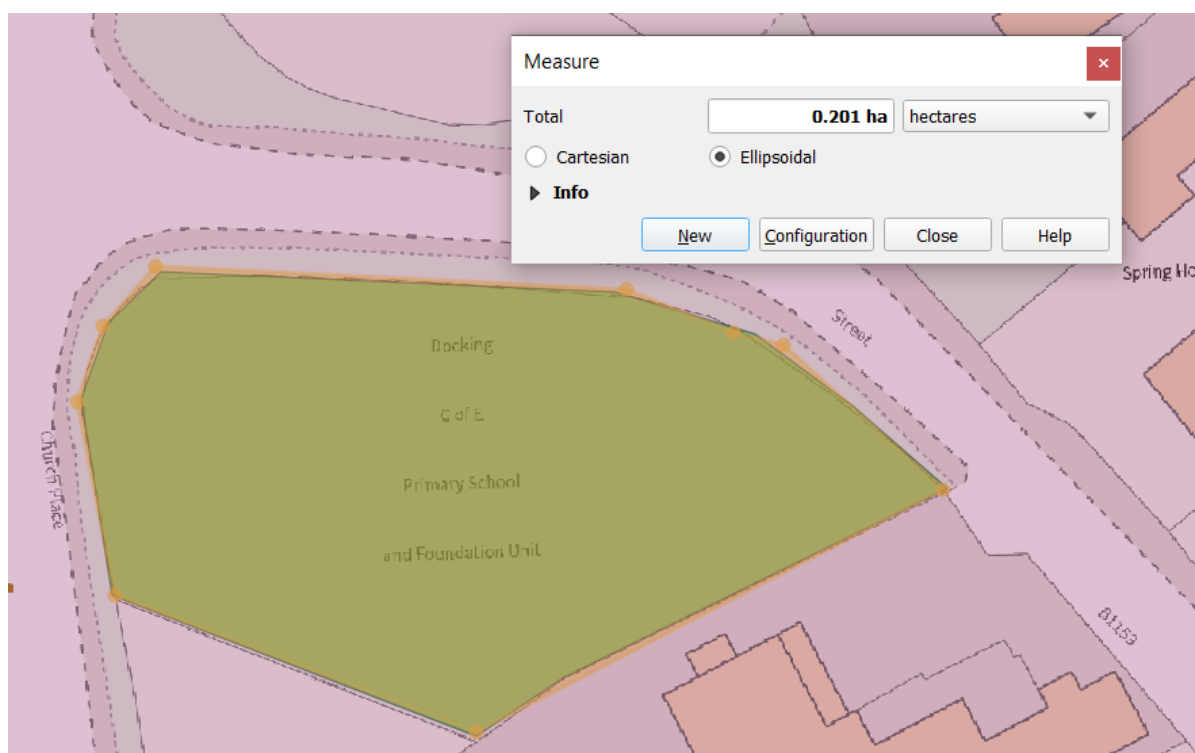 Measure
Total
0.201 ha
hectares
Cartesian
Ellipsoidal
Info
New
Configuration
Close
Help
Spring Ho
Street
Docking
C of E
Primary School
and Foundation Unit
Church Place
B1153